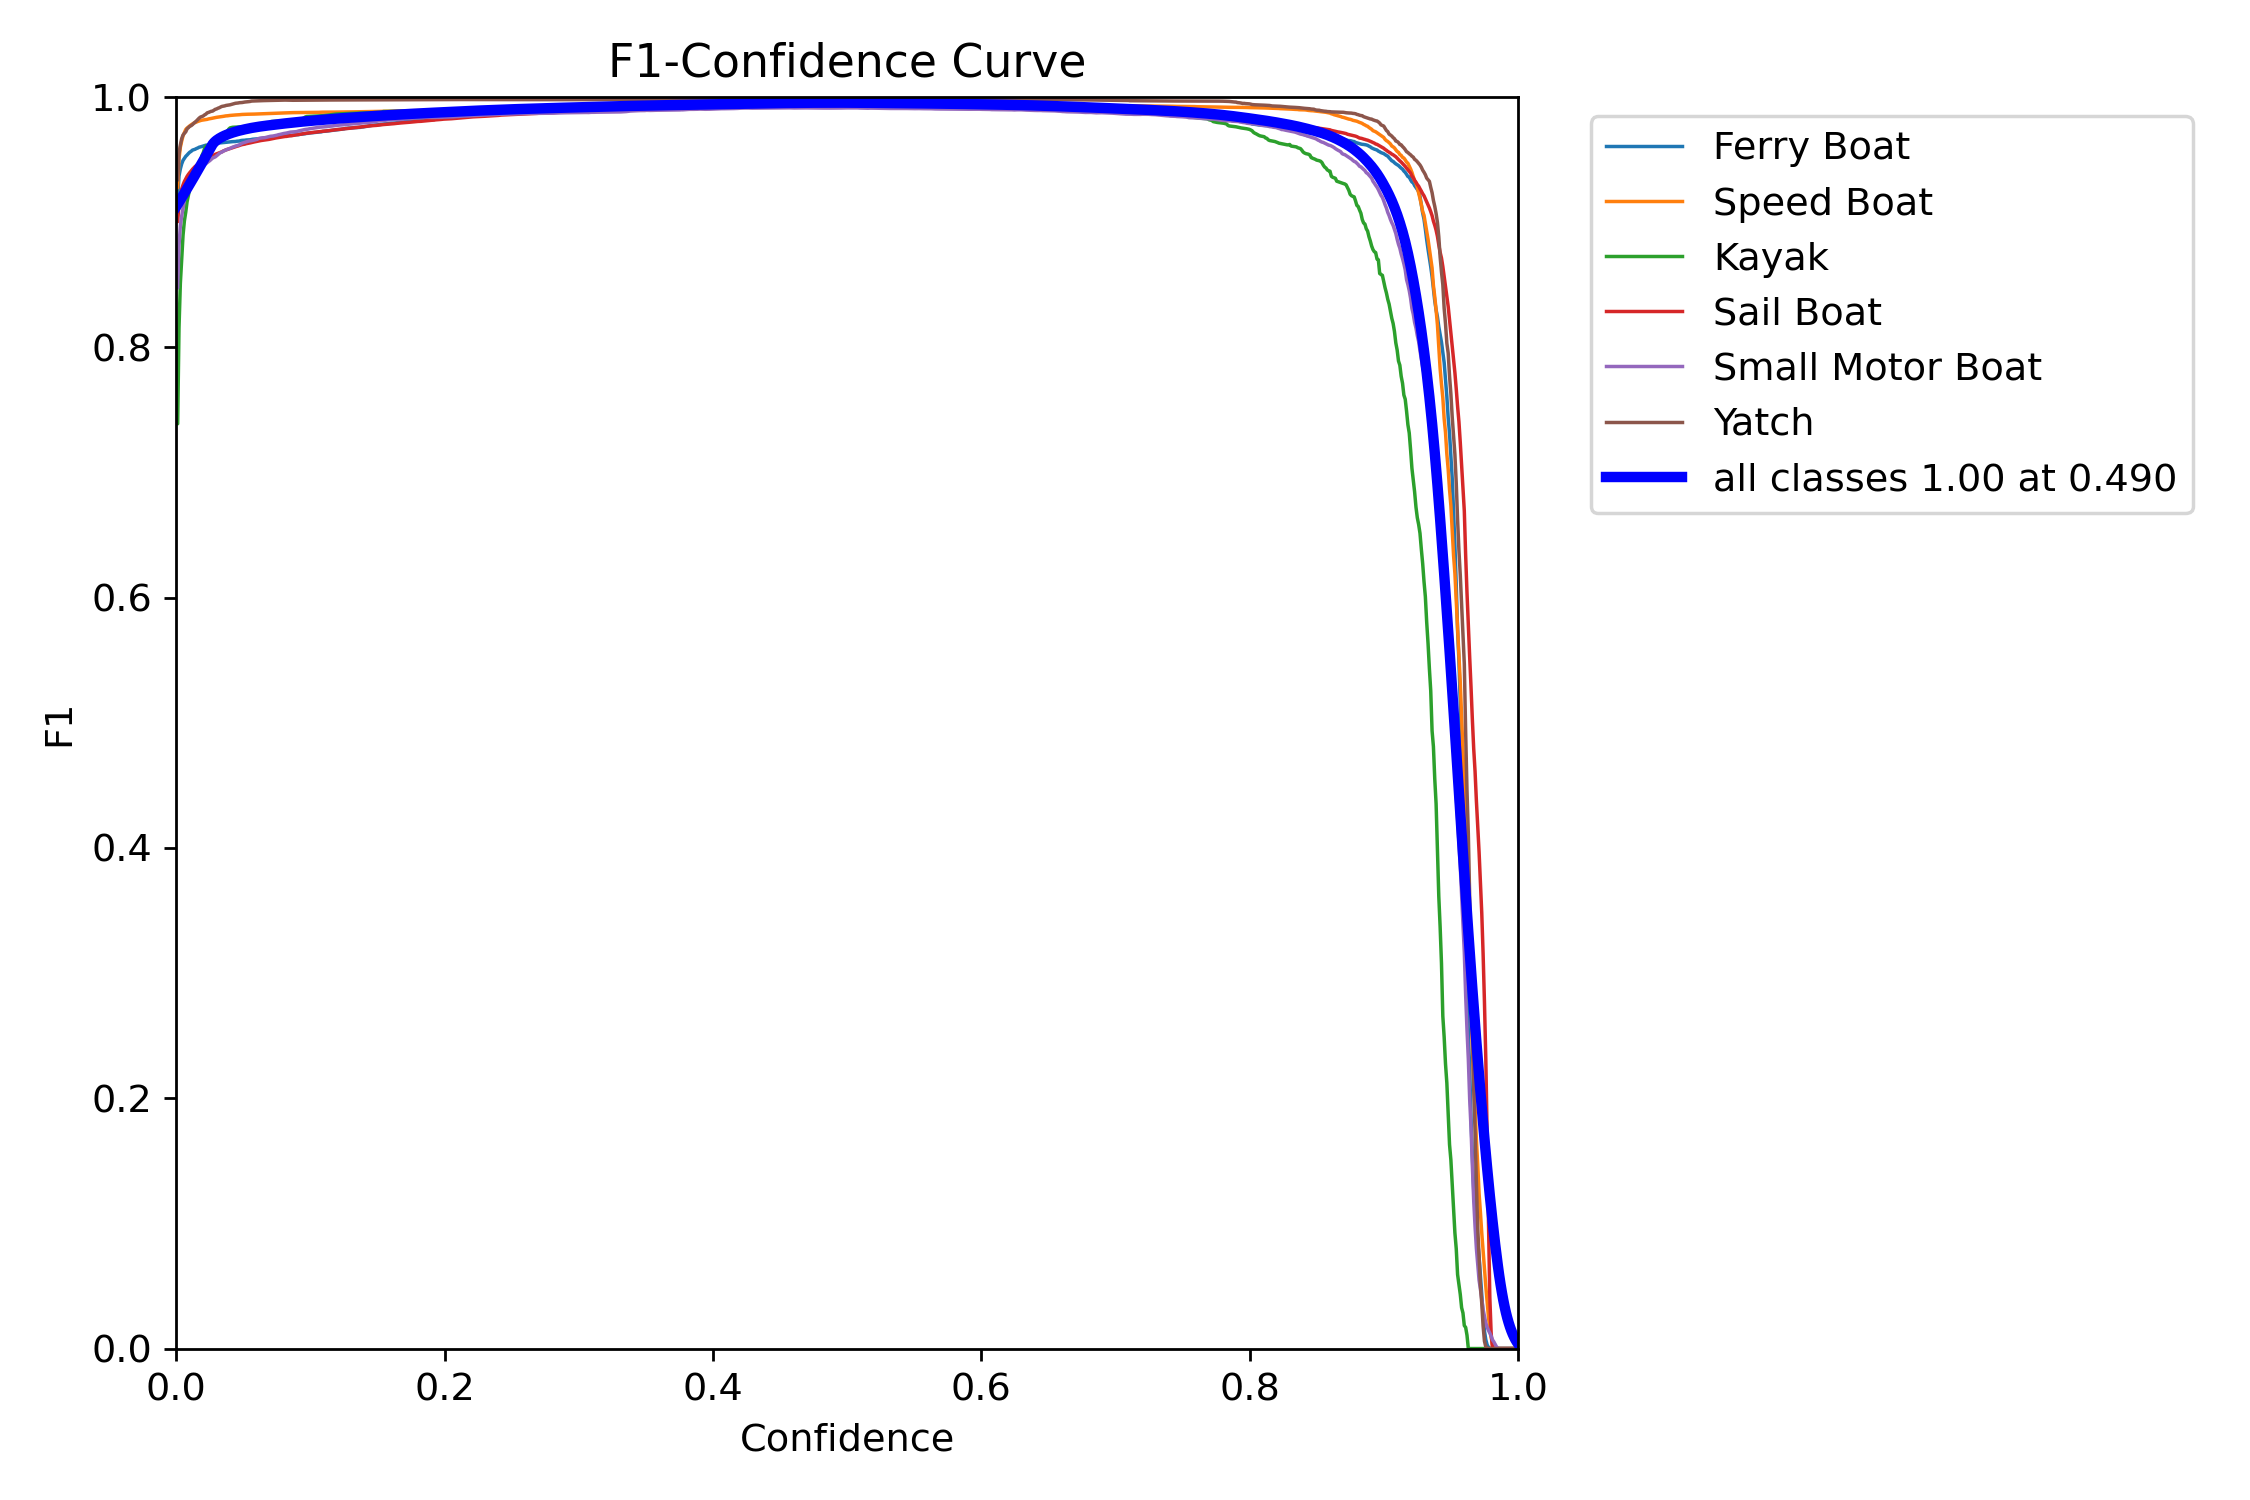 F1-Confidence Curve
1.0
0.8
0.6
0.4
0.2
0.0
F1
0.0 0.2 0.4 0.6 0.8 1.0
Confidence
Ferry Boat
Speed Boat
Kayak
Sail Boat
Small Motor Boat
Yatch
all classes 1.00 at 0.490